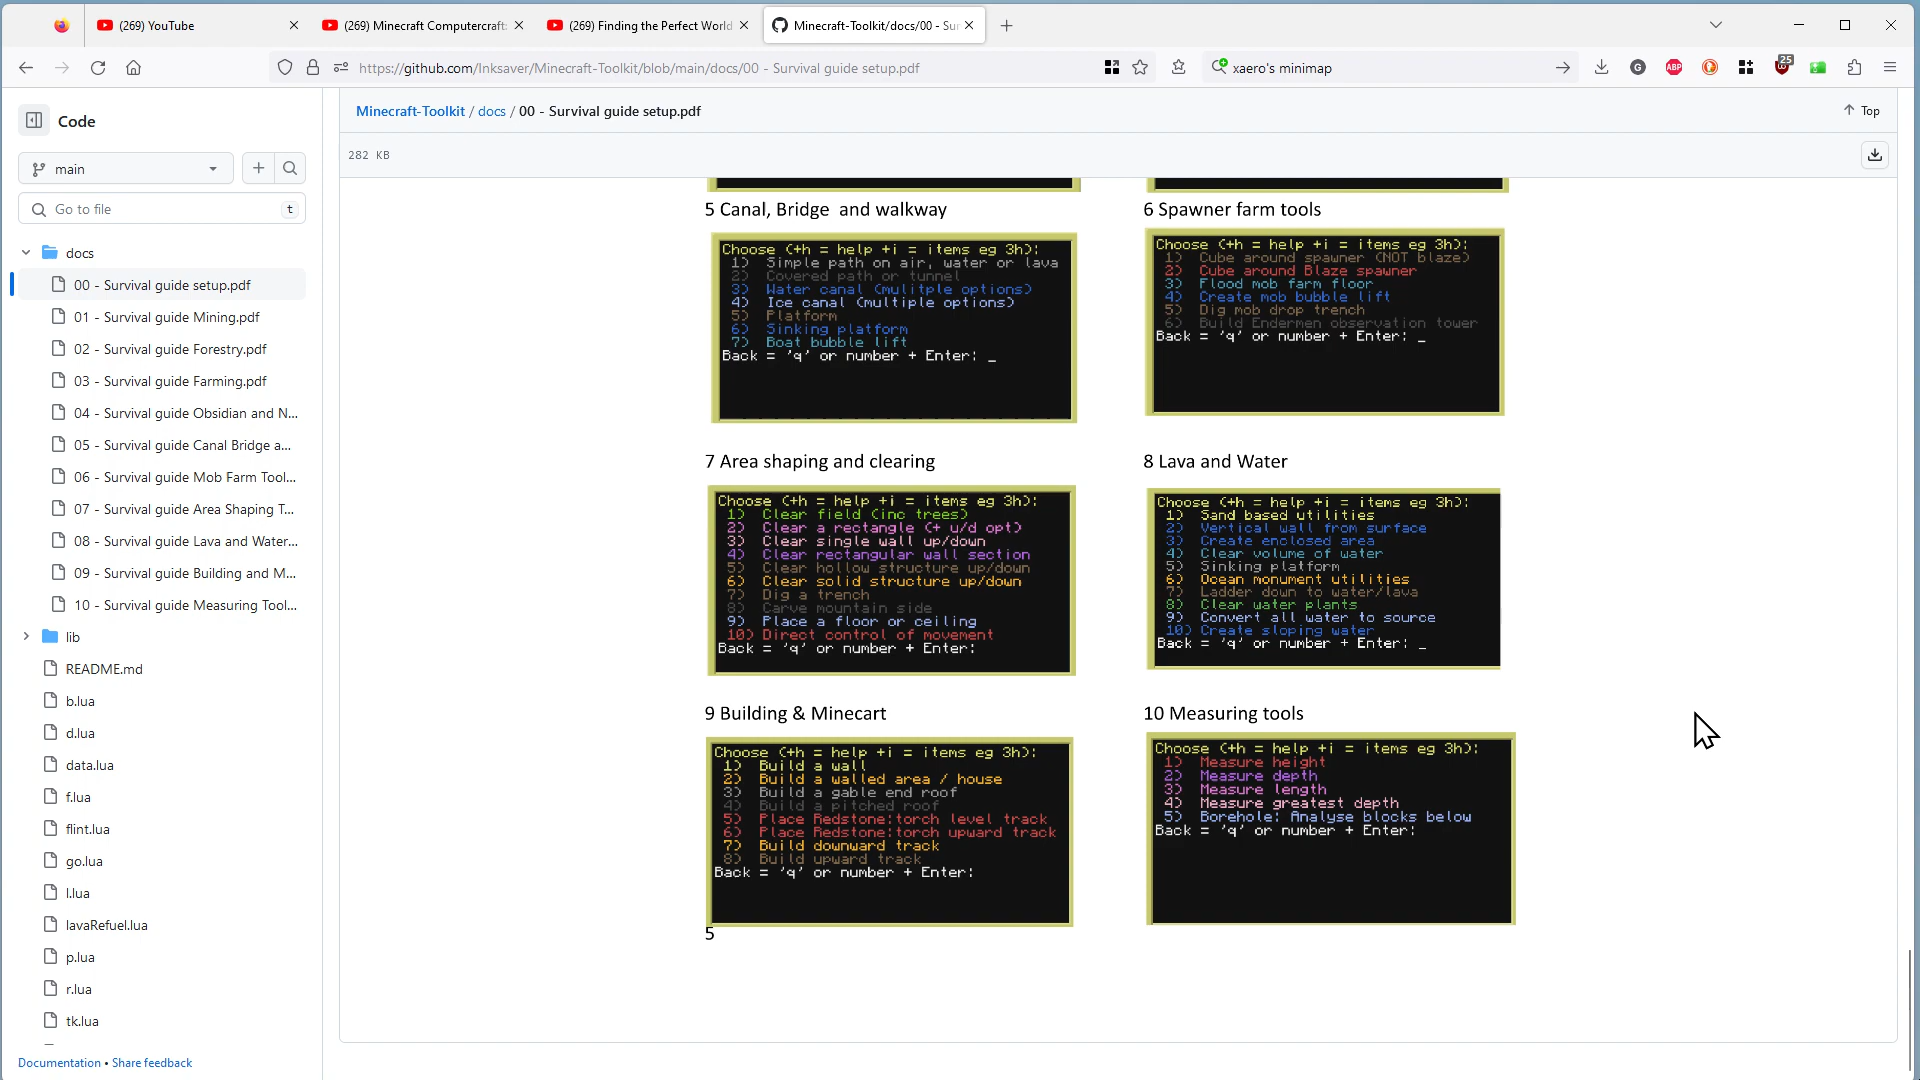 (269) YouTube
(269) Minecraft Computercraft:
(269) Finding the Perfect World
Minecraft-Toolkit/docs/00 - Sur
https://github.com/Inksaver/Minecraft-Toolkit/blob/main/docs/00 - Survival guide setup.pdf
xaero's minimap
G
ABP
25
Code
main
Go to file
t
docs
00 - Survival guide setup.pdf
01 - Survival guide Mining.pdf
02 - Survival guide Forestry.pdf
03 - Survival guide Farming.pdf
04 - Survival guide Obsidian and N...
05 - Survival guide Canal Bridge a...
06 - Survival guide Mob Farm Tool...
07 - Survival guide Area Shaping T...
08 - Survival guide Lava and Water...
09 - Survival guide Building and M...
10 - Survival guide Measuring Tool...
lib
README.md
b.lua
d.lua
data.lua
f.lua
flint.lua
go.lua
l.lua
lavaRefuel.lua
p.lua
r.lua
tk.lua
Documentation • Share feedback
Minecraft-Toolkit / docs / 00 - Survival guide setup.pdf
Top
282 KB
5 Canal, Bridge and walkway
Choose (+h = help +i = items eg 3h):
1) Simple path on air, water or lava
2) Covered path or tunnel
3) Water canal (mulitple options)
4) Ice canal (multiple options)
5) Platform
6) Sinking platform
7) Boat bubble lift
Back = 'q' or number + Enter: _
6 Spawner farm tools
Choose (+h = help +i = items eg 3h):
1) Cube around spawner (NOT blaze)
2) Cube around Blaze spawner
3) Flood mob farm floor
4) Create mob bubble lift
5) Dig mob drop trench
6) Build Endermen observation tower
Back = 'q' or number + Enter: _
7 Area shaping and clearing
Choose (+h = help +i = items eg 3h):
1) Clear field (inc trees)
2) Clear a rectangle (+ u/d opt)
3) Clear single wall up/down
4) Clear rectangular wall section
5) Clear hollow structure up/down
6) Clear solid structure up/down
7) Dig a trench
8) Carve mountain side
9) Place a floor or ceiling
10) Direct control of movement
Back = 'q' or number + Enter:
8 Lava and Water
Choose (+h = help +i = items eg 3h):
1) Sand based utilities
2) Vertical wall from surface
3) Create enclosed area
4) Clear volume of water
5) Sinking platform
6) Ocean monument utilities
7) Ladder down to water/lava
8) Clear water plants
9) Convert all water to source
10) Create sloping water
Back = 'q' or number + Enter: _
9 Building & Minecart
Choose (+h = help +i = items eg 3h):
1) Build a wall
2) Build a walled area / house
3) Build a gable end roof
4) Build a pitched roof
5) Place Redstone:torch level track
6) Place Redstone:torch upward track
7) Build downward track
8) Build upward track
Back = 'q' or number + Enter:
10 Measuring tools
Choose (+h = help +i = items eg 3h):
1) Measure height
2) Measure depth
3) Measure length
4) Measure greatest depth
5) Borehole: Analyse blocks below
Back = 'q' or number + Enter:
5